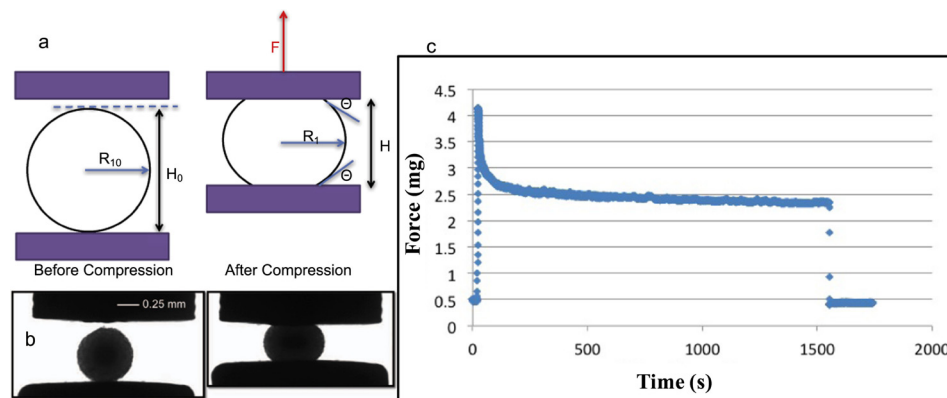 a
F
Θ
R10
H0
R1
H
Θ
Before Compression
After Compression
b
0.25 mm
c
Force (mg)
4.5
4
3.5
3
2.5
2
1.5
1
0.5
0
0
500
1000
1500
2000
Time (s)